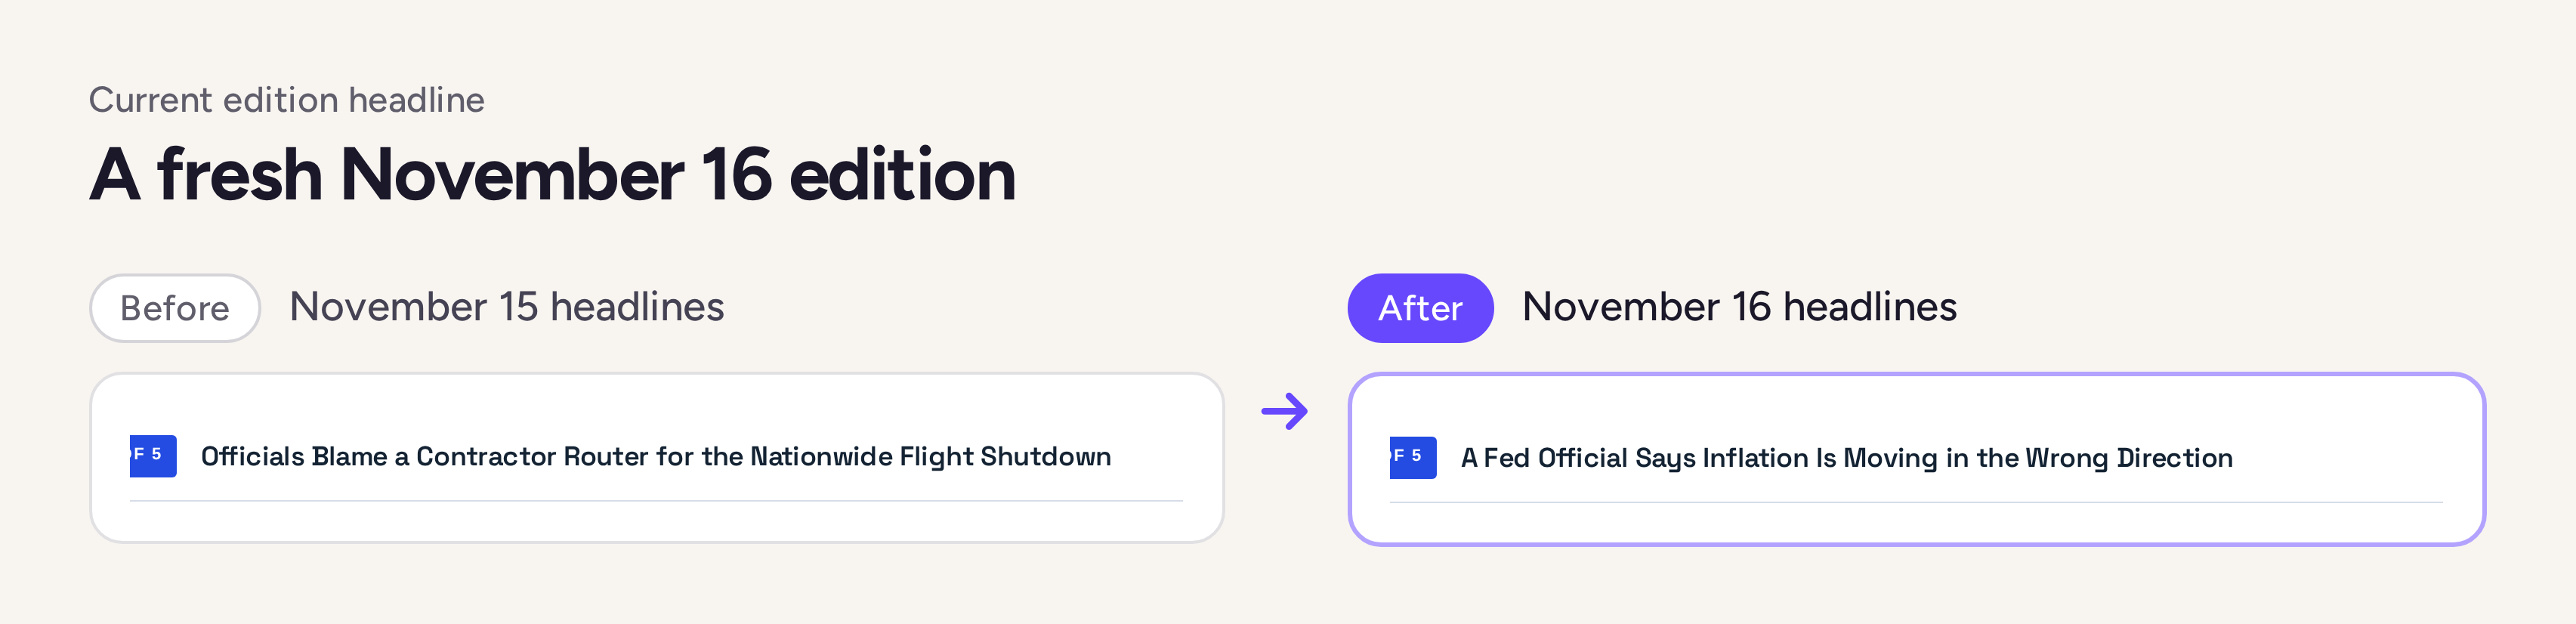 Current edition headline
A fresh November 16 edition
Before November 15 headlines
After November 16 headlines
F 5 Officials Blame a Contractor Router for the Nationwide Flight Shutdown
F 5 A Fed Official Says Inflation Is Moving in the Wrong Direction